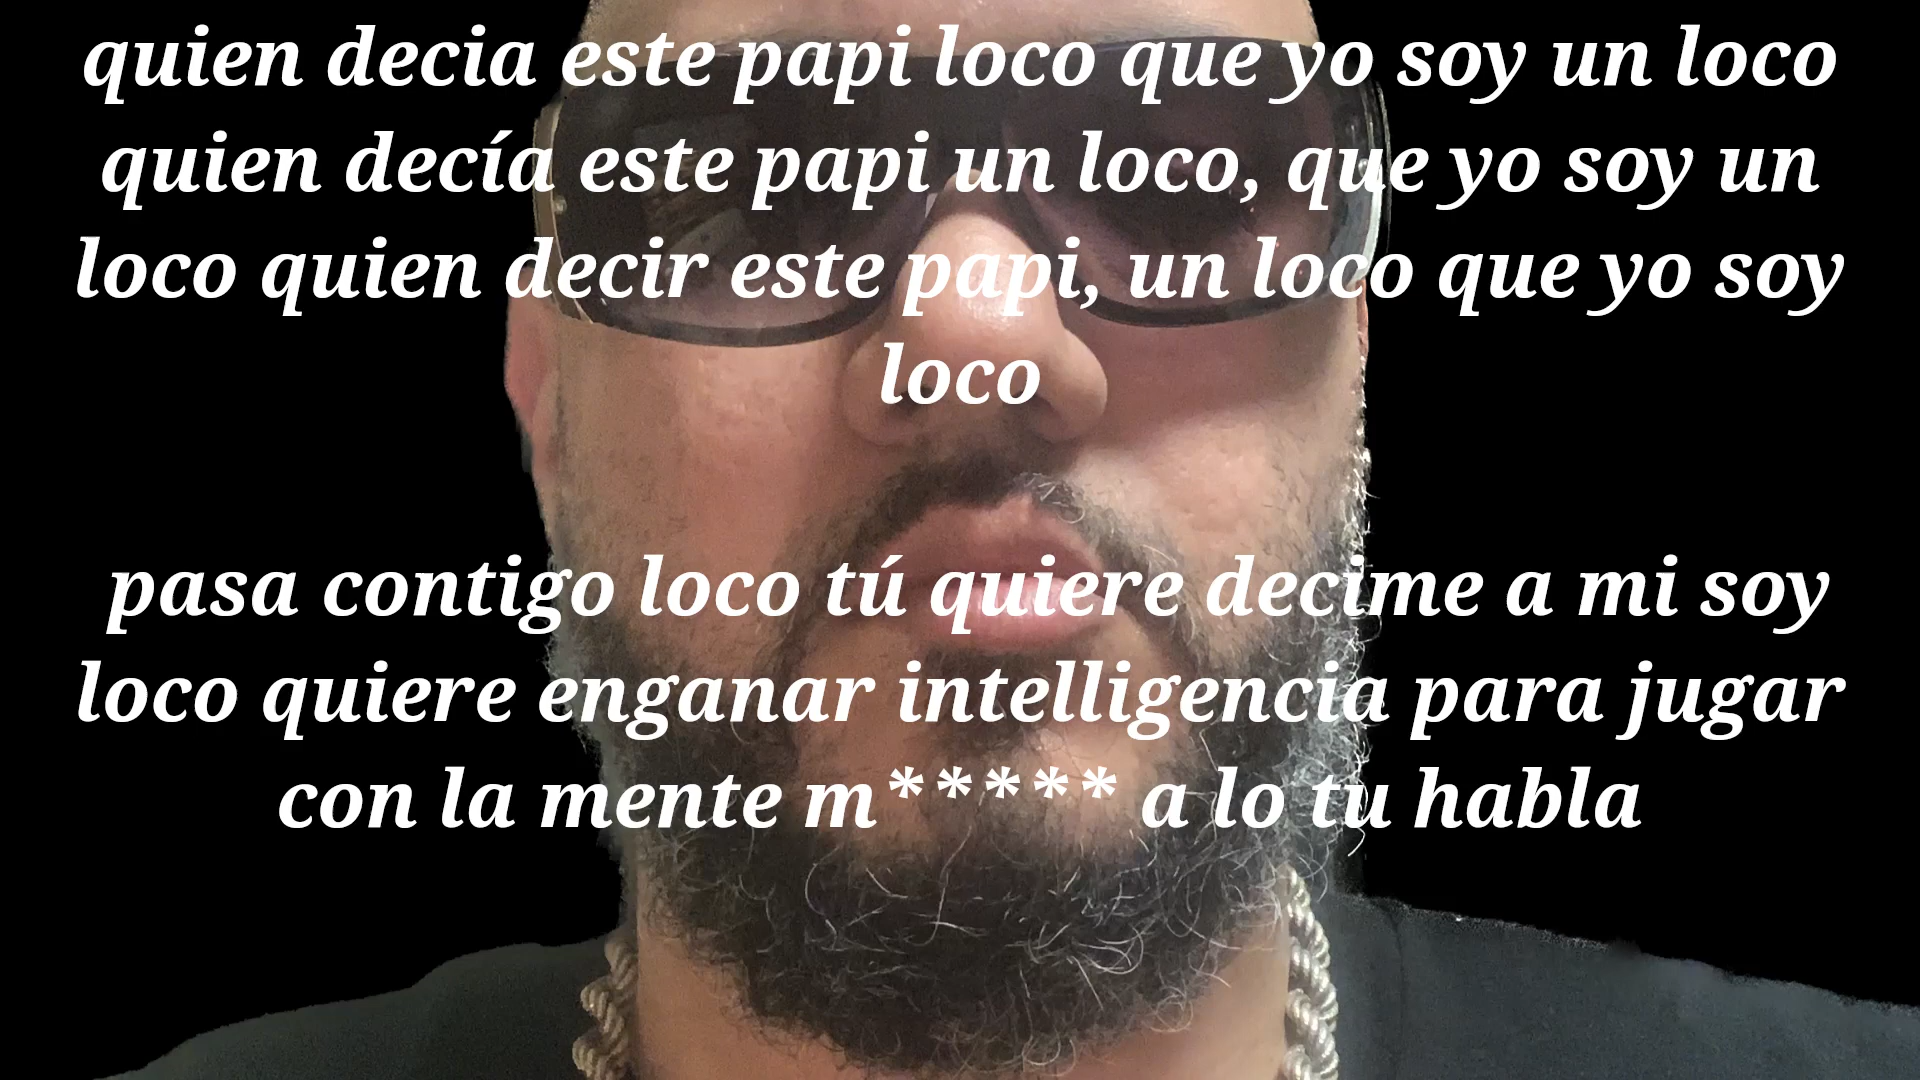 quien decia este papi loco que yo soy un loco
quien decía este papi un loco, que yo soy un
loco quien decir este papi, un loco que yo soy
loco
pasa contigo loco tú quiere decime a mi soy
loco quiere enganar intelligencia para jugar
con la mente m***** a lo tu habla